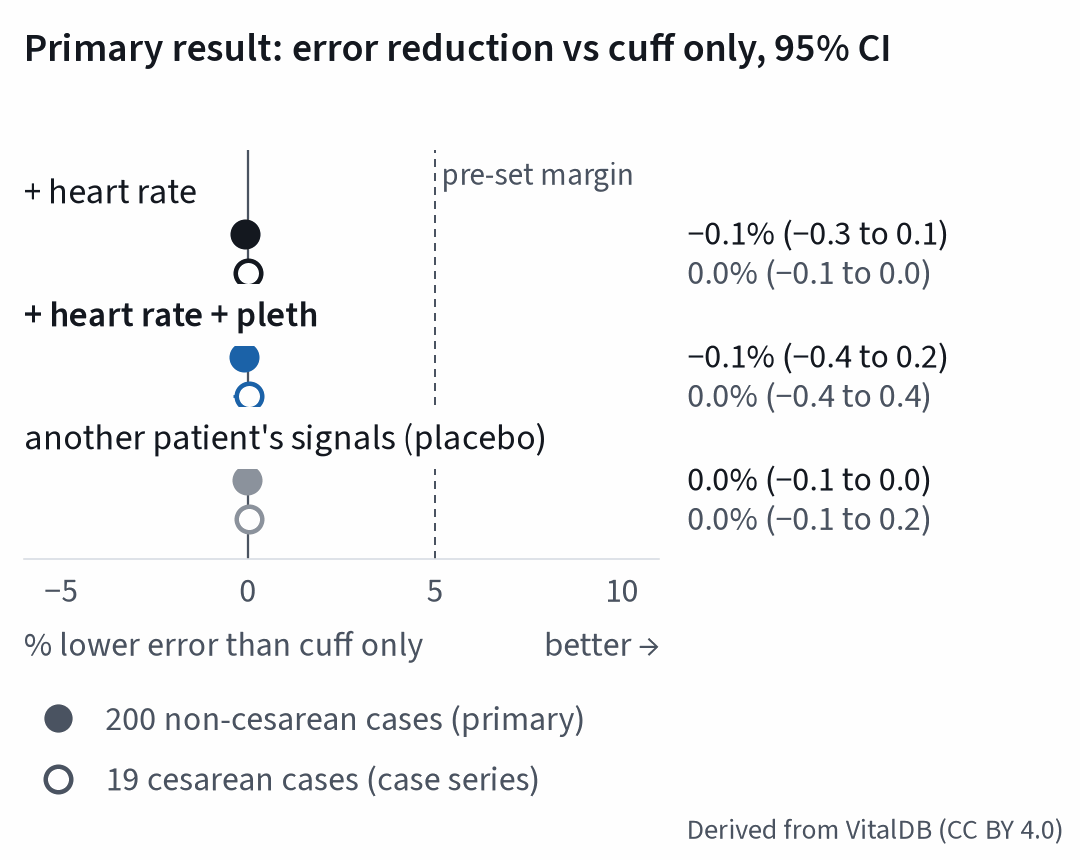 Primary result: error reduction vs cuff only, 95% CI
pre-set margin
+ heart rate
−0.1% (−0.3 to 0.1)
0.0% (−0.1 to 0.0)
+ heart rate + pleth
−0.1% (−0.4 to 0.2)
0.0% (−0.4 to 0.4)
another patient's signals (placebo)
0.0% (−0.1 to 0.0)
0.0% (−0.1 to 0.2)
−5 0 5 10
% lower error than cuff only better →
200 non-cesarean cases (primary)
19 cesarean cases (case series)
Derived from VitalDB (CC BY 4.0)